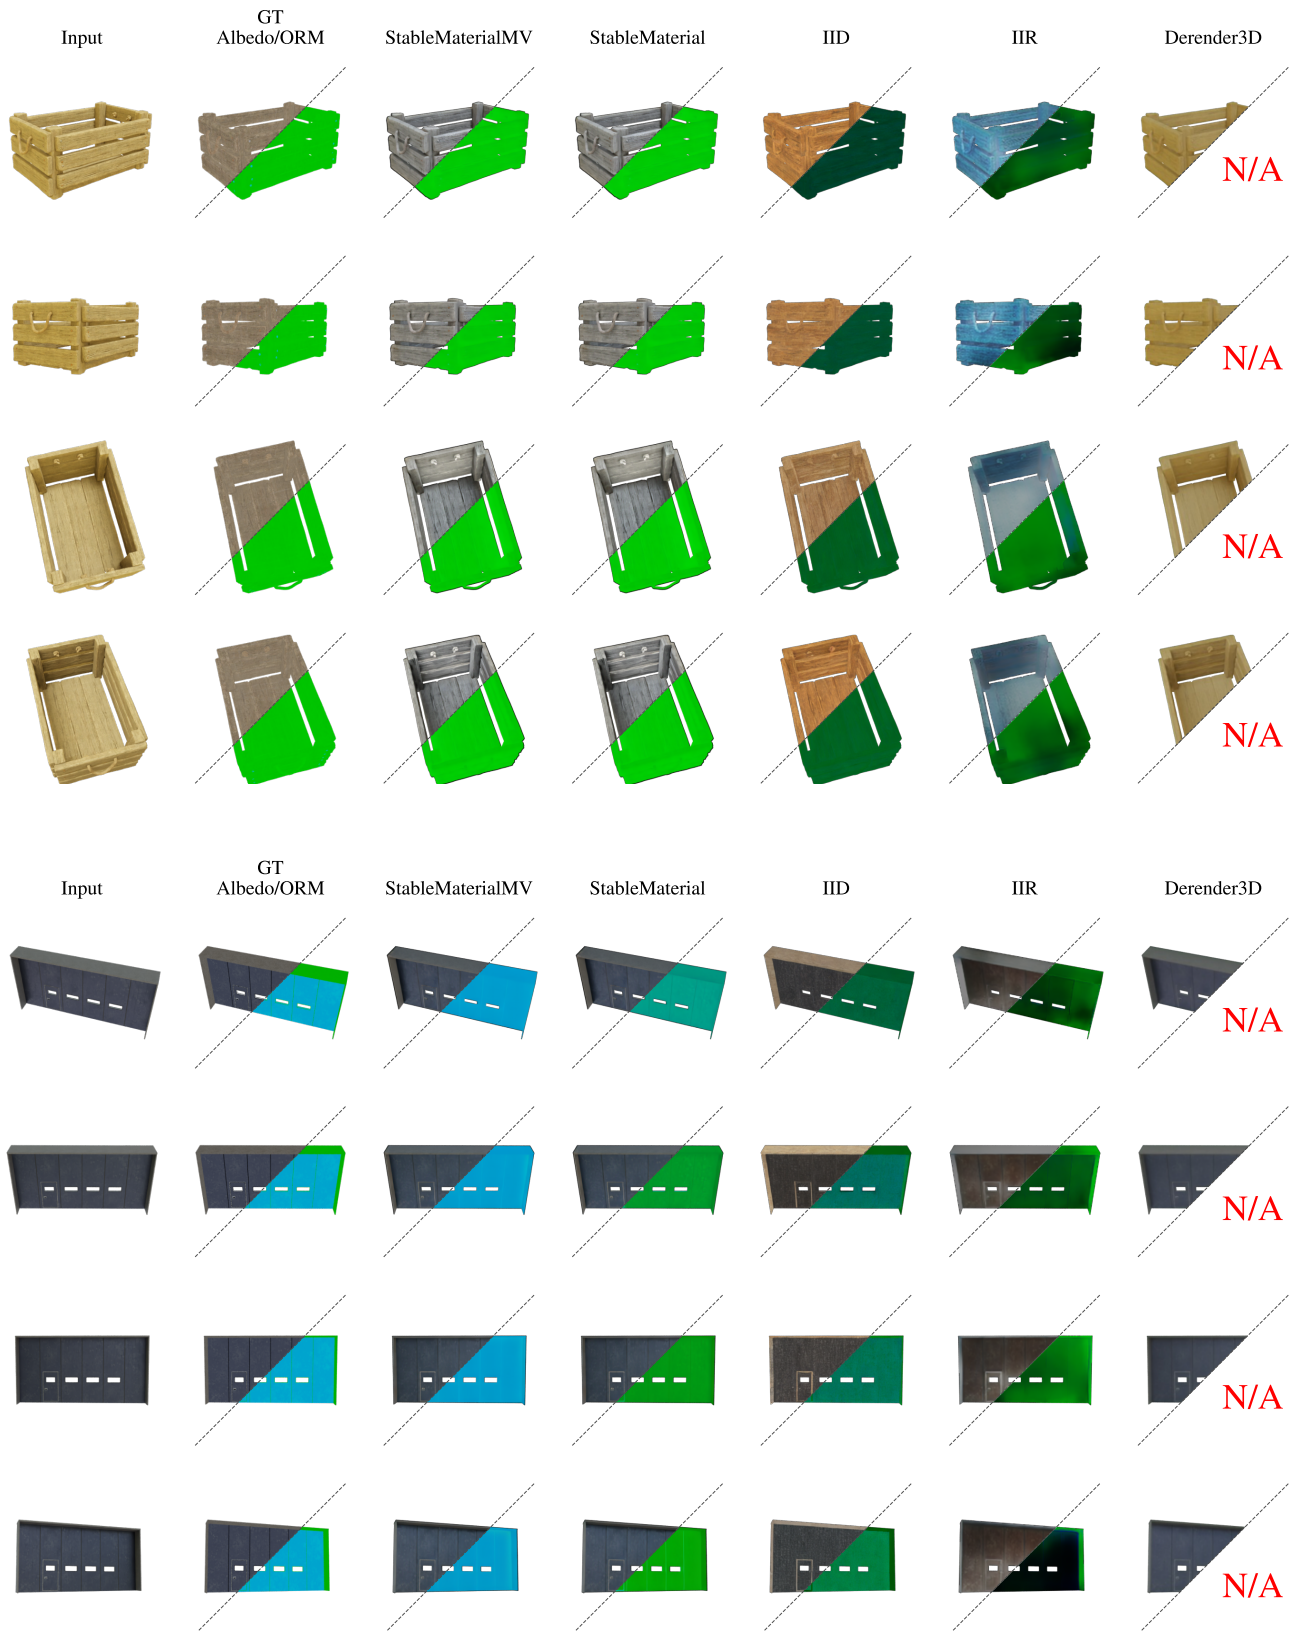 Input
GT
Albedo/ORM
StableMaterialMV
StableMaterial
IID
IIR
Derender3D
N/A
N/A
N/A
N/A
Input
GT
Albedo/ORM
StableMaterialMV
StableMaterial
IID
IIR
Derender3D
N/A
N/A
N/A
N/A